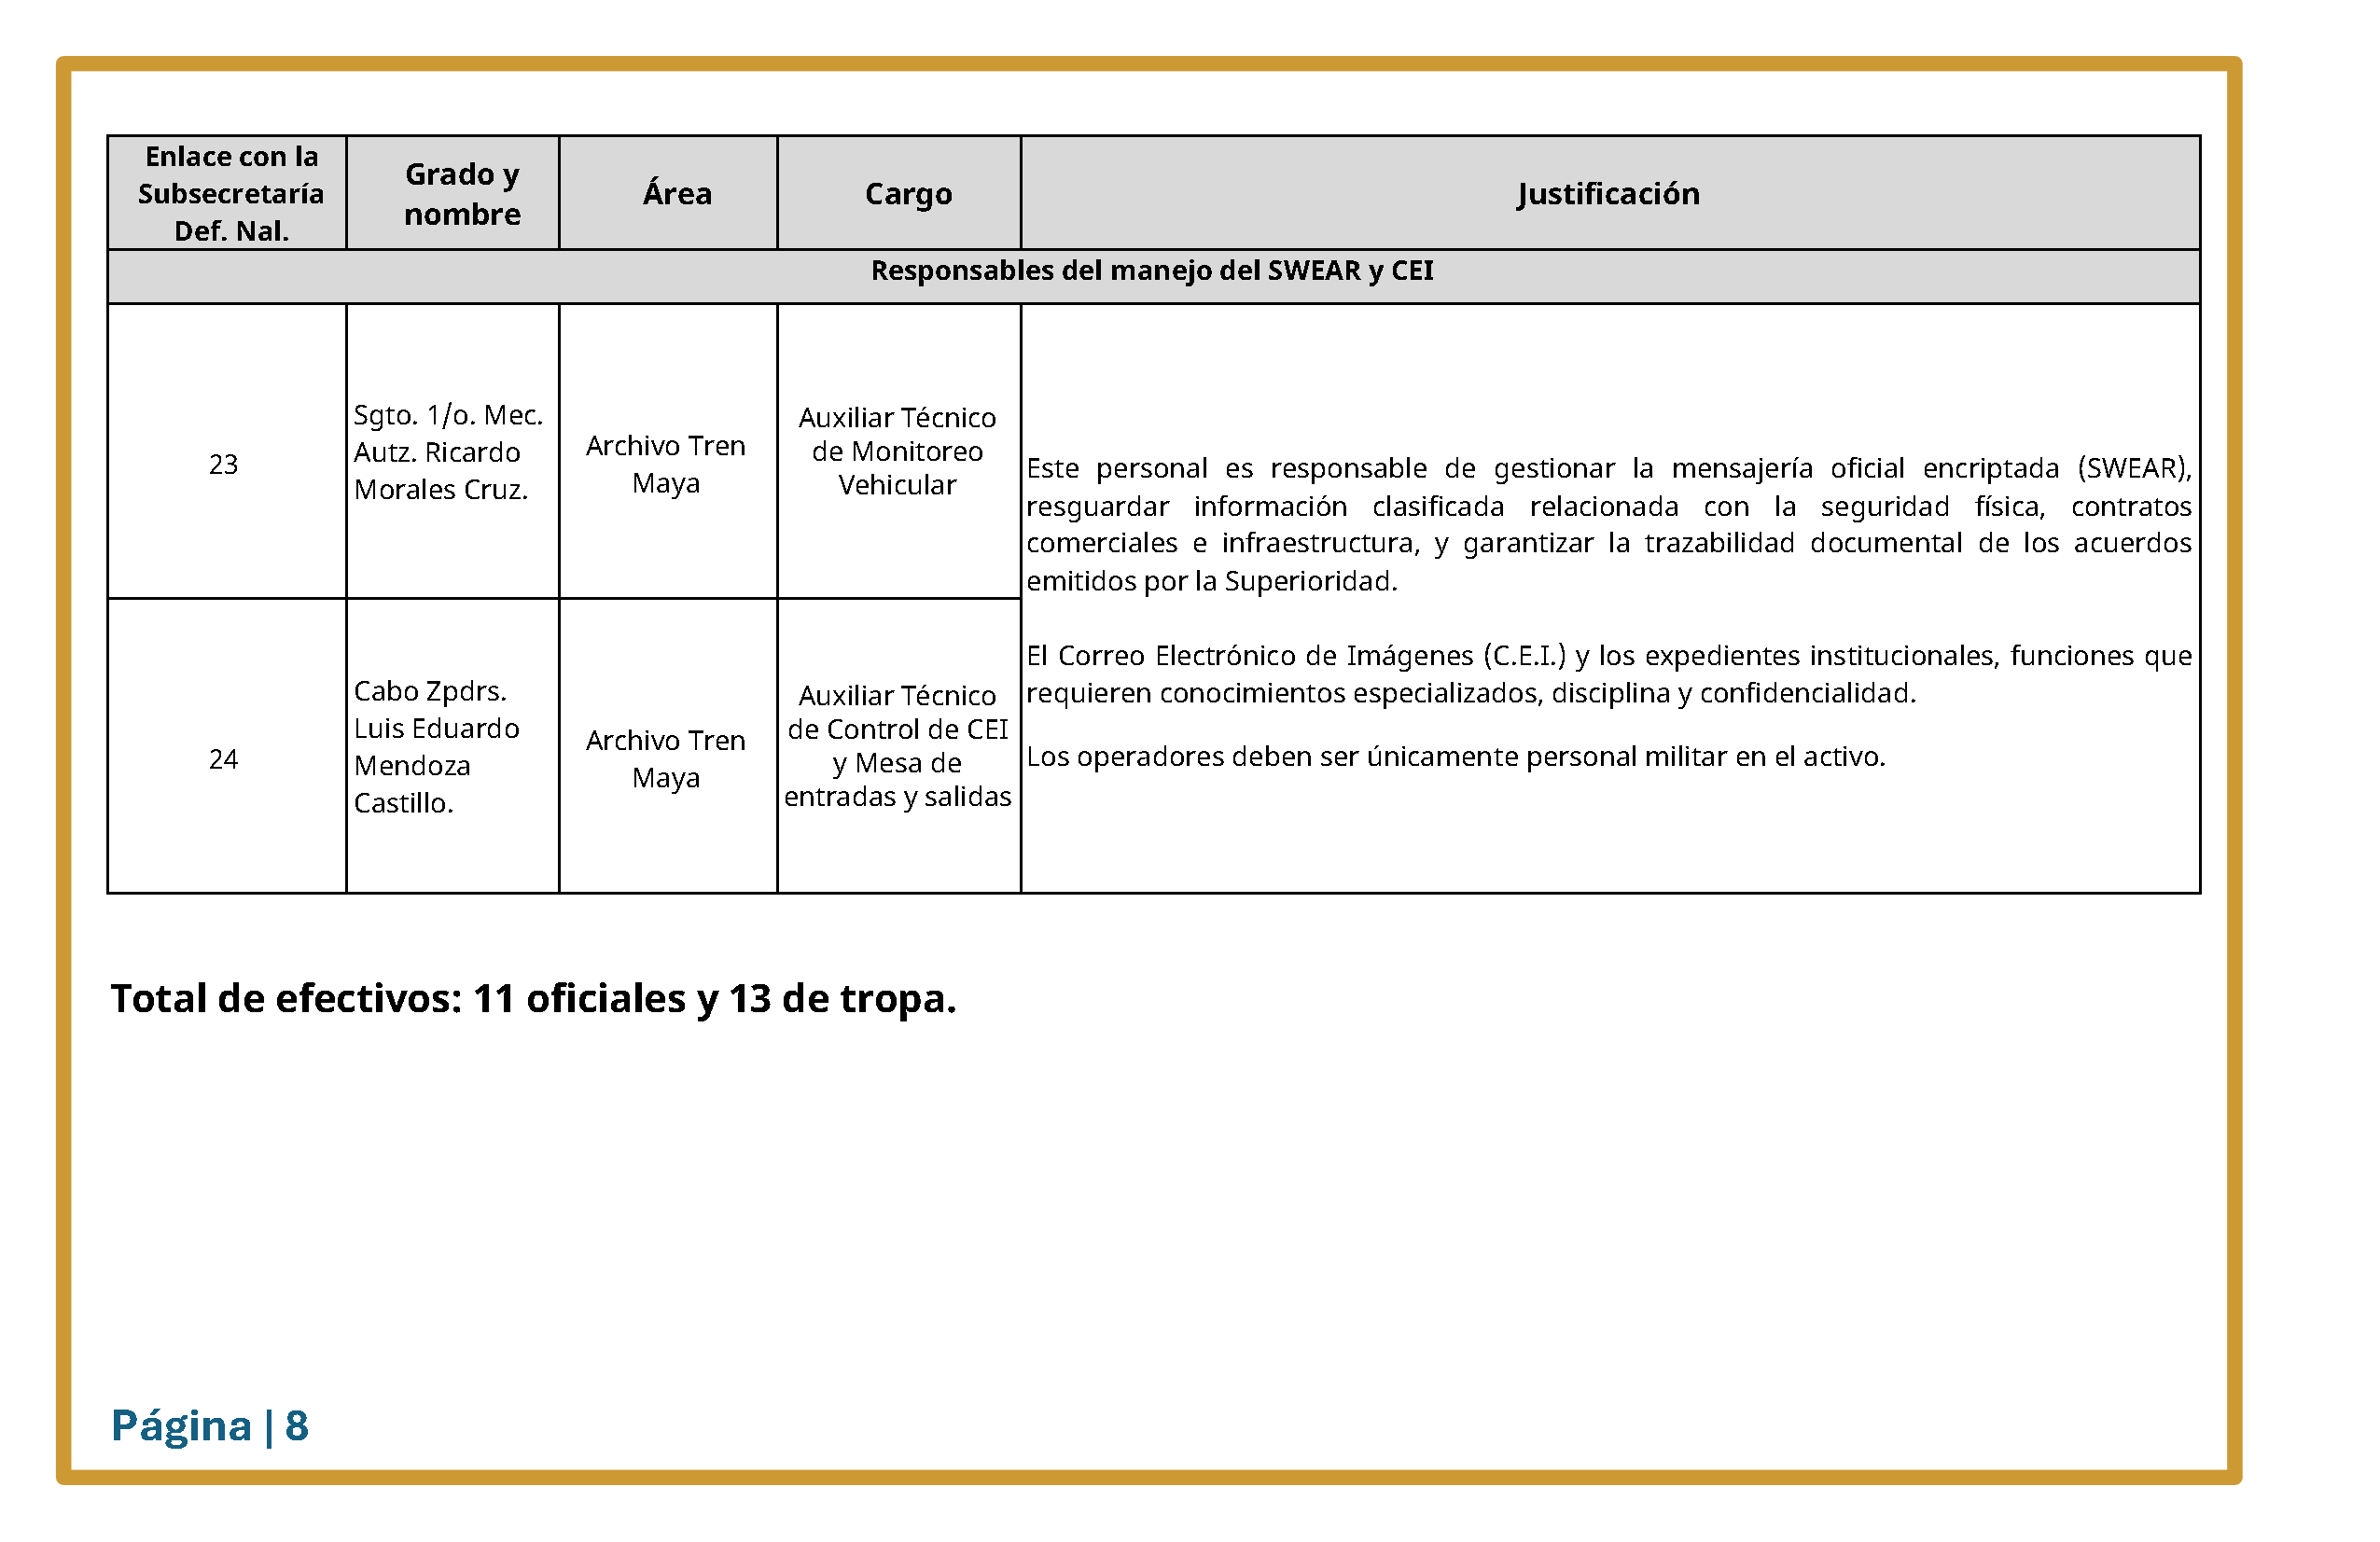 Enlace con la
Subsecretaría
Def. Nal.
Grado y
nombre
Área
Cargo
Justificación
Responsables del manejo del SWEAR y CEI
23
Sgto. 1/o. Mec.
Autz. Ricardo
Morales Cruz.
Archivo Tren
Maya
Auxiliar Técnico
de Monitoreo
Vehicular
Este personal es responsable de gestionar la mensajería oficial encriptada (SWEAR),
resguardar información clasificada relacionada con la seguridad física, contratos
comerciales e infraestructura, y garantizar la trazabilidad documental de los acuerdos
emitidos por la Superioridad.
El Correo Electrónico de Imágenes (C.E.I.) y los expedientes institucionales, funciones que
requieren conocimientos especializados, disciplina y confidencialidad.
Los operadores deben ser únicamente personal militar en el activo.
24
Cabo Zpdrs.
Luis Eduardo
Mendoza
Castillo.
Archivo Tren
Maya
Auxiliar Técnico
de Control de CEI
y Mesa de
entradas y salidas
Total de efectivos: 11 oficiales y 13 de tropa.
Página | 8